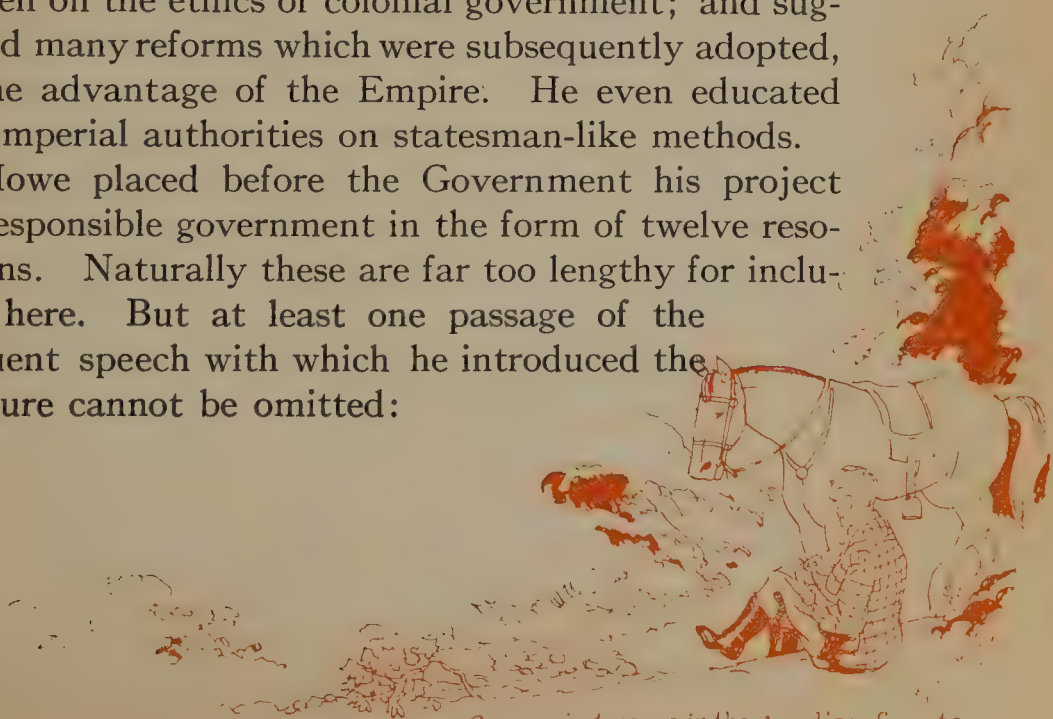 en on the ethics of colonial government; and sug-
d many reforms which were subsequently adopted,
e advantage of the Empire. He even educated
mperial authorities on statesman-like methods.
owe placed before the Government his project
esponsible government in the form of twelve reso-
ns. Naturally these are far too lengthy for inclu-
here. But at least one passage of the
uent speech with which he introduced the
ure cannot be omitted: